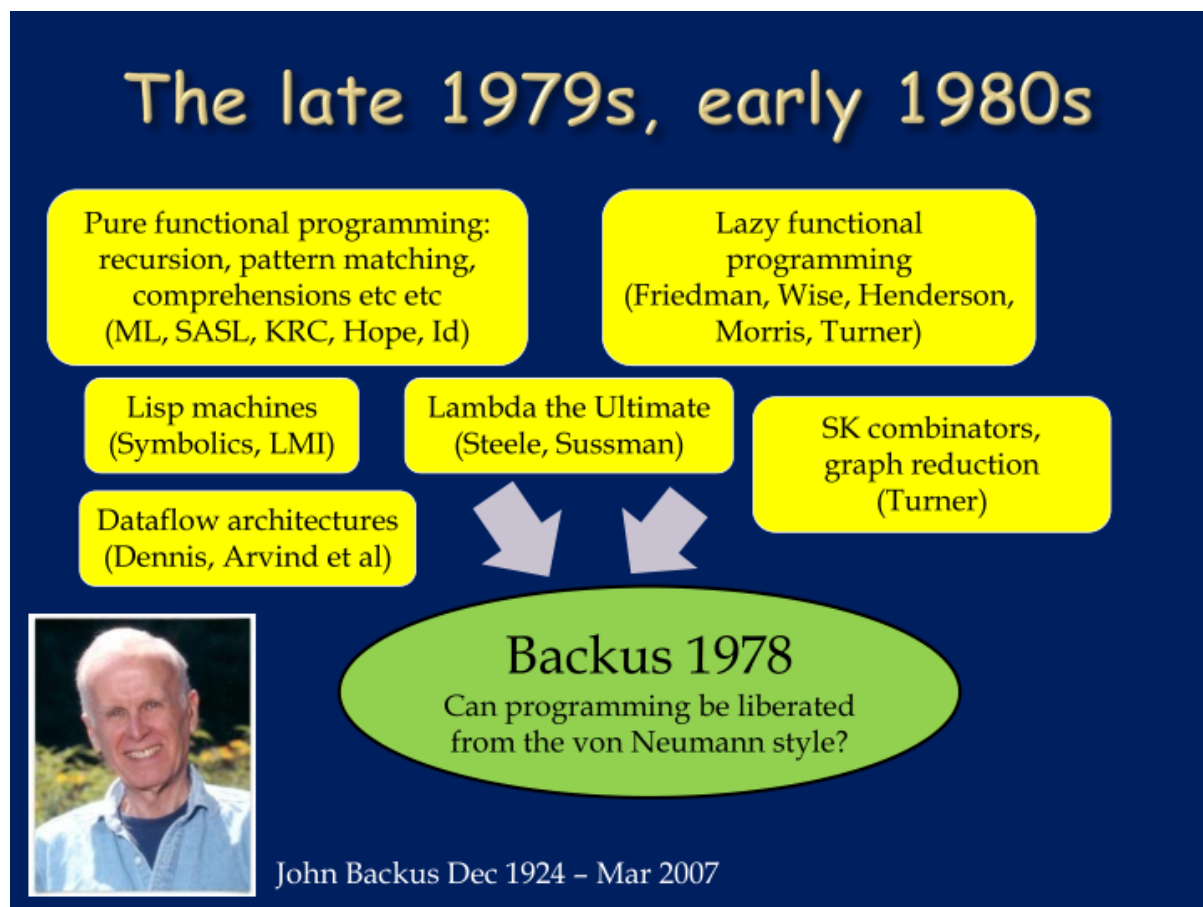 The late 1979s, early 1980s
Pure functional programming:
recursion, pattern matching,
comprehensions etc etc
(ML, SASL, KRC, Hope, Id)
Lazy functional
programming
(Friedman, Wise, Henderson,
Morris, Turner)
Lisp machines
(Symbolics, LMI)
Lambda the Ultimate
(Steele, Sussman)
SK combinators,
graph reduction
(Turner)
Dataflow architectures
(Dennis, Arvind et al)
Backus 1978
Can programming be liberated
from the von Neumann style?
John Backus Dec 1924 – Mar 2007